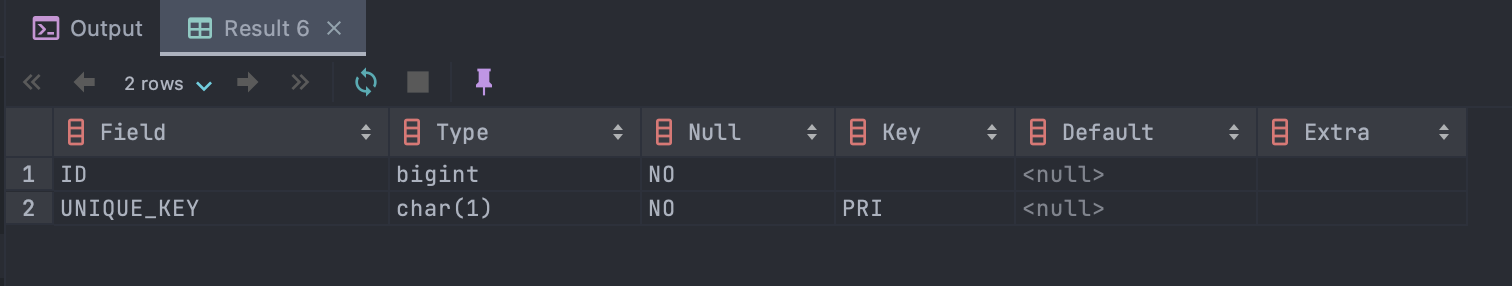 Output Result 6
2 rows
Field Type Null Key Default Extra
1 ID bigint NO <null>
2 UNIQUE_KEY char(1) NO PRI <null>